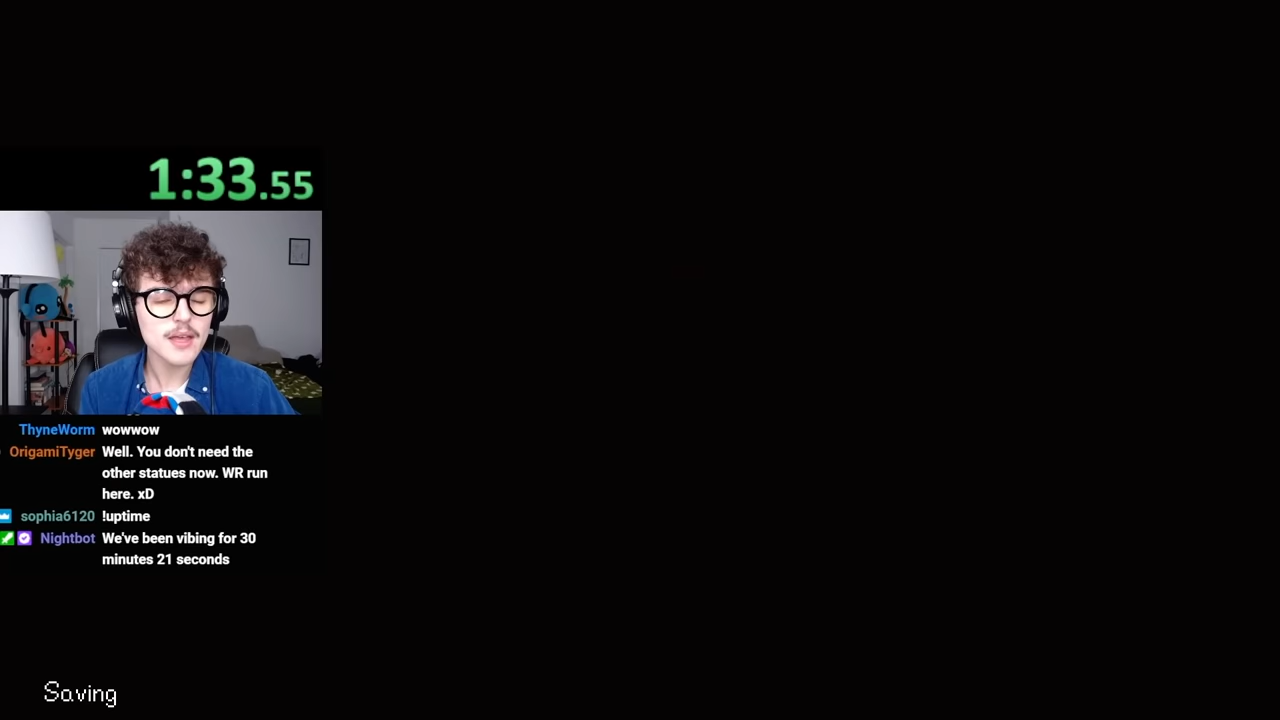 1:33.55
ThyneWorm wowwow
OrigamiTyger Well. You don't need the
other statues now. WR run
here. xD
sophia6120 !uptime
Nightbot We've been vibing for 30
minutes 21 seconds
Saving